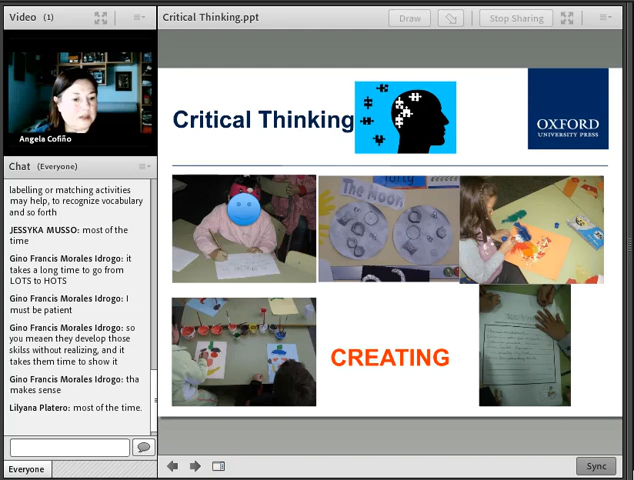 Video (1)
Angela Cofiño
Chat (Everyone)
labelling or matching activities
may help, to recognize vocabulary
and so forth
JESSYKA MUSSO: most of the
time
Gino Francis Morales Idrogo: it
takes a long time to go from
LOTS to HOTS
Gino Francis Morales Idrogo: I
must be patient
Gino Francis Morales Idrogo: so
you meaen they develop those
skilss without realizing, and it
takes them time to show it
Gino Francis Morales Idrogo: tha
makes sense
Lilyana Platero: most of the time.
Everyone
Critical Thinking.ppt
Draw
Stop Sharing
Critical Thinking
OXFORD
UNIVERSITY PRESS
The Moon
CREATING
Sync